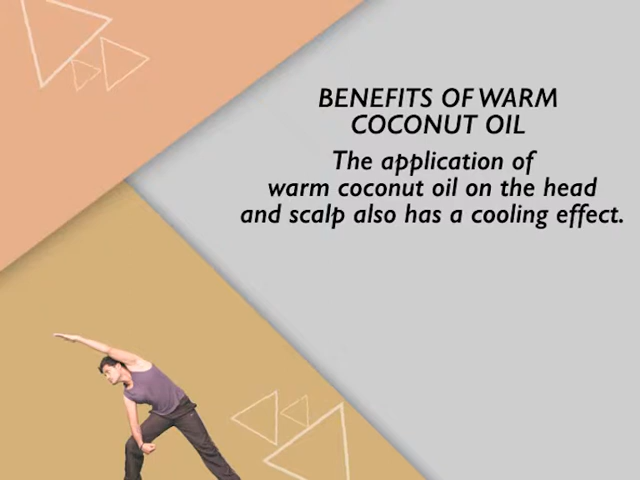 BENEFITS OF WARM
COCONUT OIL
The application of
warm coconut oil on the head
and scalp also has a cooling effect.